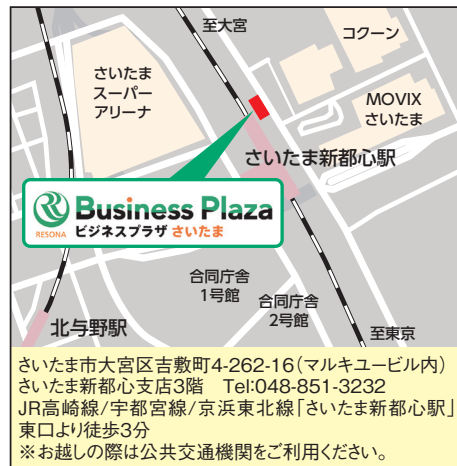 至大宮
コクーン
さいたま
スーパー
アリーナ
MOVIX
さいたま
さいたま新都心駅
Business Plaza
RESONA
ビジネスプラザ さいたま
合同庁舎
1号館
合同庁舎
2号館
北与野駅
至東京
さいたま市大宮区吉敷町4-262-16(マルキユービル内)
さいたま新都心支店3階 Tel:048-851-3232
JR高崎線/宇都宮線/京浜東北線「さいたま新都心駅」
東口より徒歩3分
※お越しの際は公共交通機関をご利用ください。